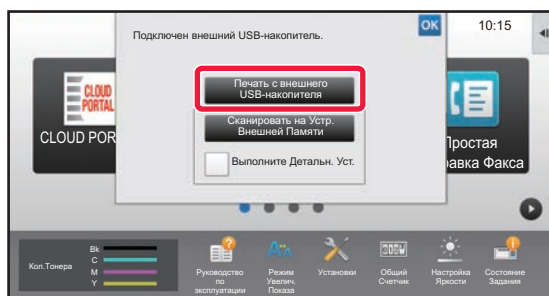 Подключен внешний USB-накопитель.
OK
10:15
Печать с внешнего
USB-накопителя
Сканировать на Устр.
Внешней Памяти
Выполните Детальн. Уст.
CLOUD
PORTAL
CLOUD POR
Простая
равка Факса
Кол.Тонера
Bk
C
M
Y
Руководство
по
эксплуатации
Режим
Увелич.
Показа
Установки
Общий
Счетчик
Настройка
Яркости
Состояние
Задания